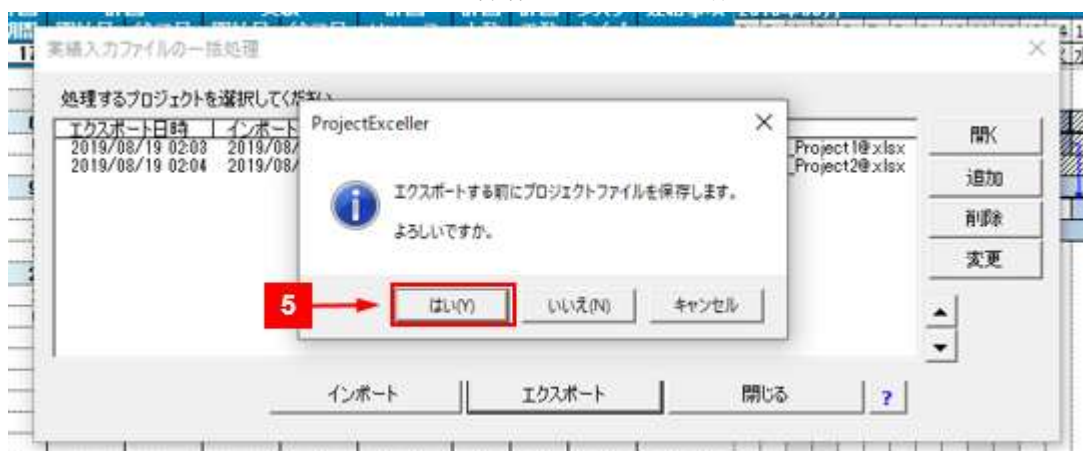 実績入力ファイルの一括処理
処理するプロジェクトを選択してください
エクスポート日時 インポート
2019/08/19 02:03 2019/08/ _Project1@.xlsx
2019/08/19 02:04 2019/08/ _Project2@.xlsx
ProjectExceller
エクスポートする前にプロジェクトファイルを保存します。
よろしいですか。
5
はい(Y) いいえ(N) キャンセル
開く
追加
削除
変更
インポート エクスポート 閉じる ?